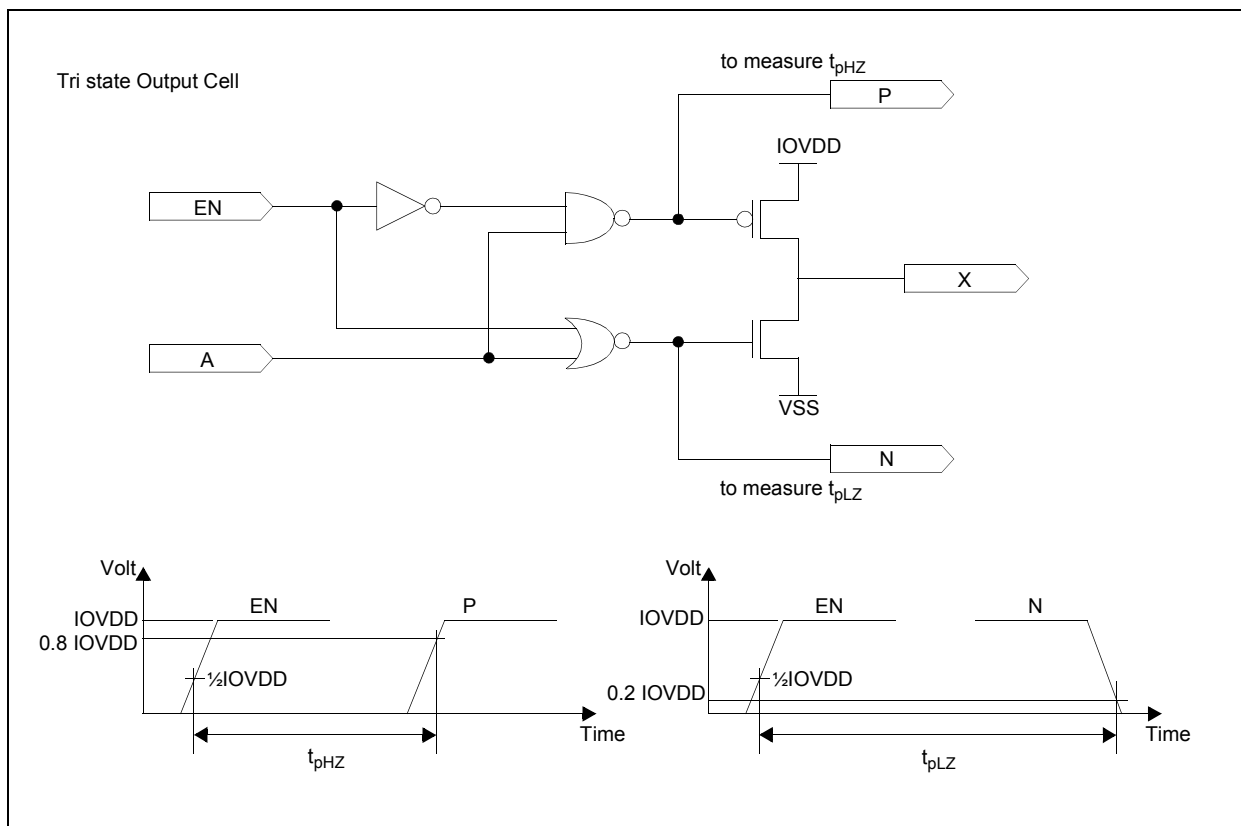 Tri state Output Cell
to measure tpHZ
P
IOVDD
EN
X
A
VSS
N
to measure tpLZ
Volt
IOVDD
0.8 IOVDD
EN
P
½IOVDD
Time
tpHZ
Volt
IOVDD
0.2 IOVDD
EN
N
½IOVDD
Time
tpLZ